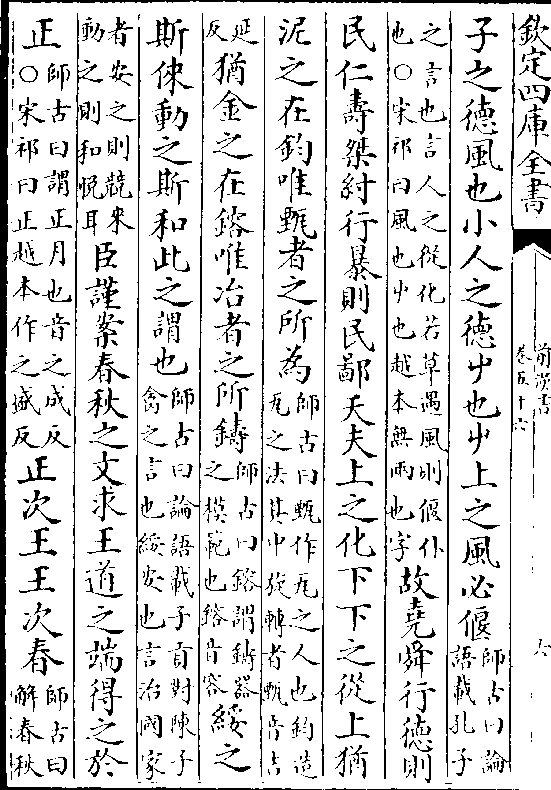 欽定四庫全書
前漢書
卷五十六
六
子之德風也小人之德屮也屮上之風必偃師古曰論語載孔子
之言也言人之從化若草遇風則偃仆也○宋祁曰風也屮也越本無兩也字故堯舜行德則
民仁壽桀紂行暴則民鄙夭夫上之化下下之從上猶
泥之在鈞唯甄者之所為師古曰甄作瓦之人也鈞造瓦之法其中旋轉者甄音吉
延反猶金之在鎔唯冶者之所鑄師古曰鎔謂鑄器之模範也鎔音容綏之
斯倈動之斯和此之謂也師古曰論語載子貢對陳子禽之言也綏安也言治國家
者安之則競來動之則和悅耳臣謹案春秋之文求王道之端得之於
正師古曰謂正月也音之成反○宋祁曰正越本作之盛反正次王王次春師古曰解春秋